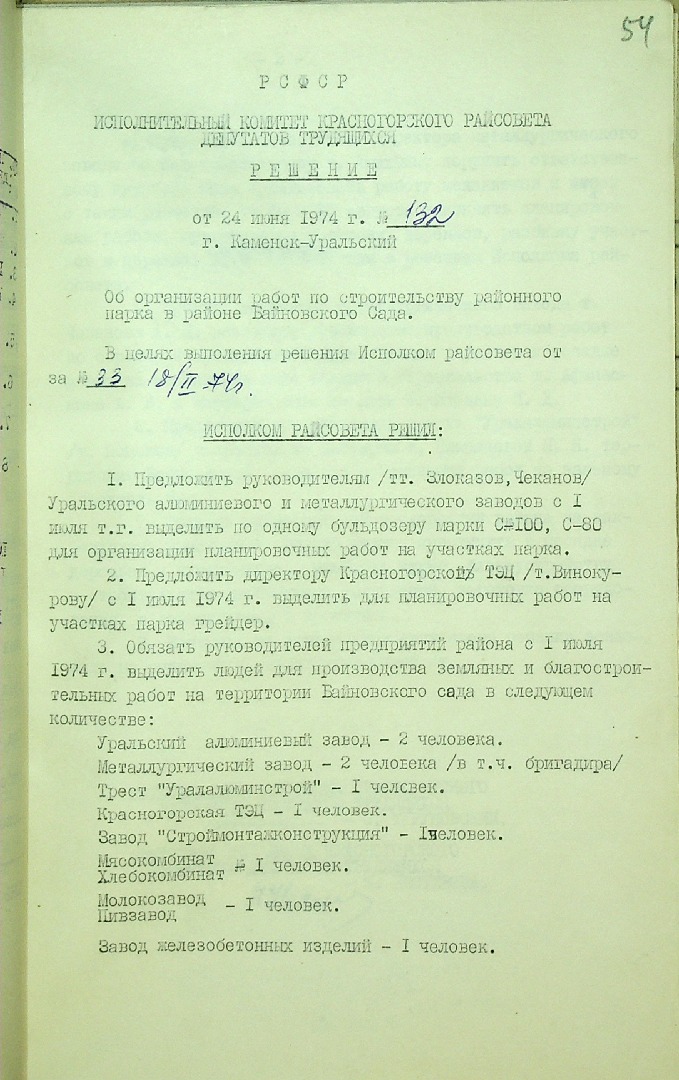 54
Р С Ф С Р
ИСПОЛНИТЕЛЬНЫЙ КОМИТЕТ КРАСНОГОРСКОГО РАЙСОВЕТА
ДЕПУТАТОВ ТРУДЯЩИХСЯ
Р Е Ш Е Н И Е
от 24 июня 1974 г. № 132
г. Каменск-Уральский
Об организации работ по строительству районного
парка в районе Байновского Сада.
В целях выполения решения Исполком райсовета от
за № 33 18/II 74г.
ИСПОЛКОМ РАЙСОВЕТА РЕШИЛ:
I. Предложить руководителям /тт. Злоказов,Чеканов/
Уральского алюминиевого и металлургического заводов с I
июля т.г. выделить по одному бульдозеру марки С-100, С-80
для организации планировочных работ на участках парка.
2. Предложить директору Красногорской ТЭЦ /т.Виноку-
рову/ с I июля 1974 г. выделить для планировочных работ на
участках парка грейдер.
3. Обязать руководителей предприятий района с I июля
1974 г. выделить людей для производства земляных и благострои-
тельных работ на территории Байновского сада в следующем
количестве:
Уральский алюминиевый завод - 2 человека.
Металлургический завод - 2 человека /в т.ч. бригадира/
Трест "Уралалюминстрой" - I человек.
Красногорская ТЭЦ - I человек.
Завод "Строймонтажконструкция" - Iчеловек.
Мясокомбинат
Хлебокомбинат - I человек.
Молокозавод
Пивзавод - I человек.
Завод железобетонных изделий - I человек.